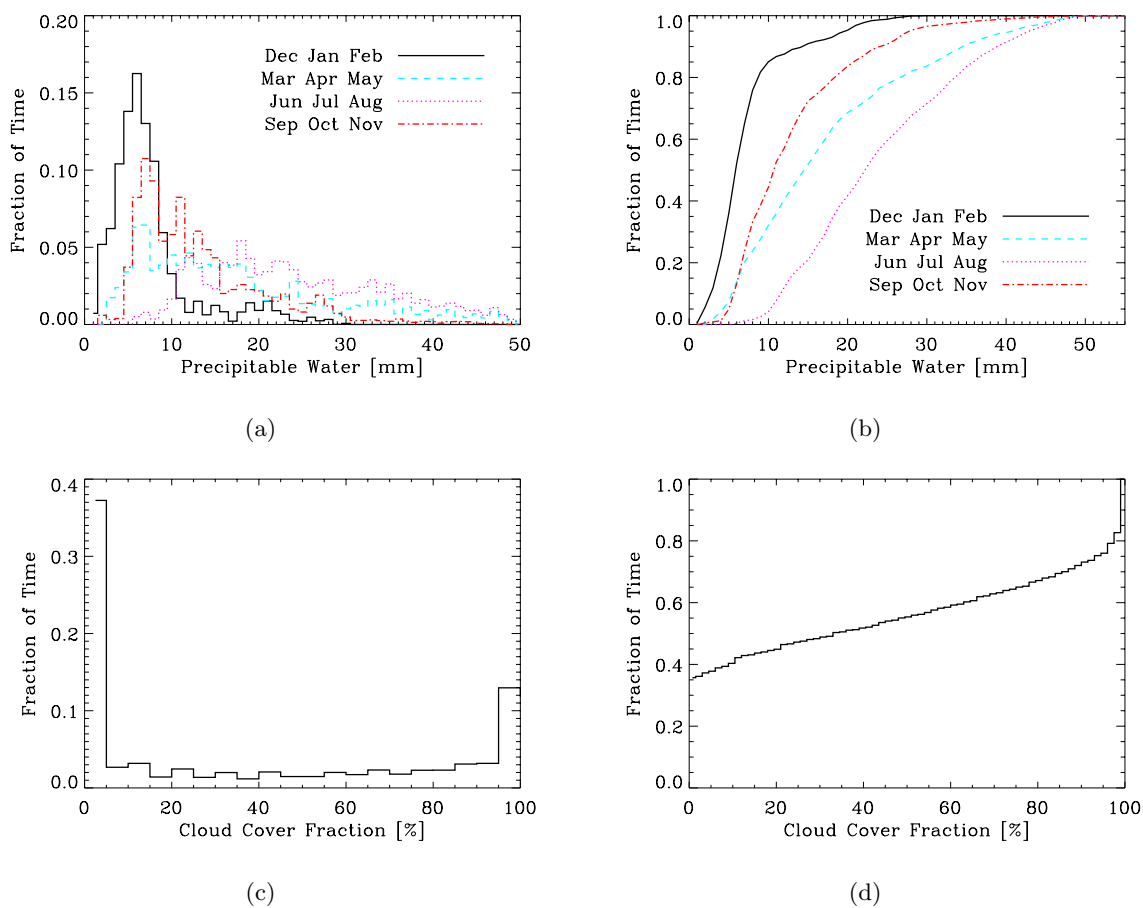 0.20
0.15
0.10
0.05
0.00
Fraction of Time
Dec Jan Feb
Mar Apr May
Jun Jul Aug
Sep Oct Nov
0 10 20 30 40 50
Precipitable Water [mm]
(a)
1.0
0.8
0.6
0.4
0.2
0.0
Fraction of Time
Dec Jan Feb
Mar Apr May
Jun Jul Aug
Sep Oct Nov
0 10 20 30 40 50
Precipitable Water [mm]
(b)
0.4
0.3
0.2
0.1
0.0
Fraction of Time
0 20 40 60 80 100
Cloud Cover Fraction [%]
(c)
1.0
0.8
0.6
0.4
0.2
0.0
Fraction of Time
0 20 40 60 80 100
Cloud Cover Fraction [%]
(d)